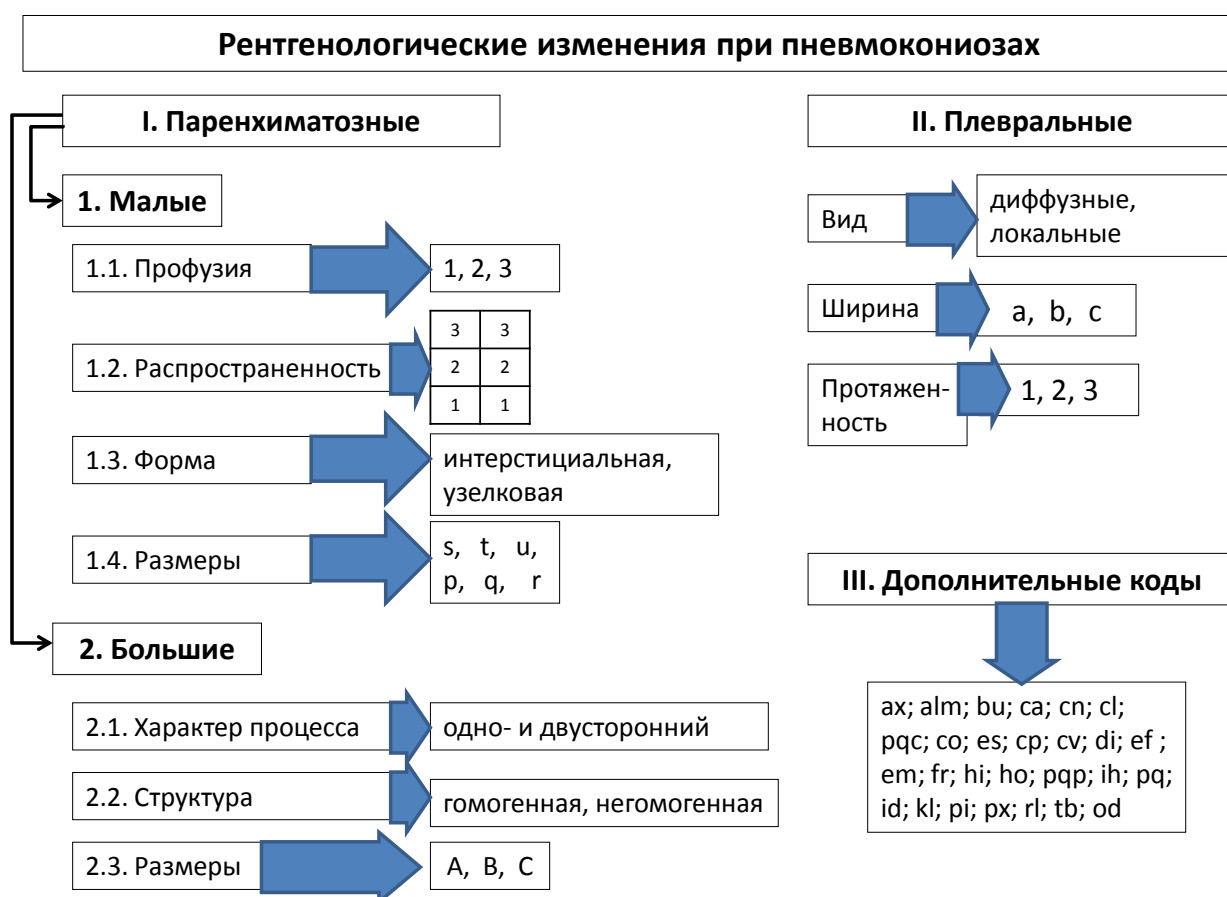 Рентгенологические изменения при пневмокониозах
I. Паренхиматозные
1. Малые
1.1. Профузия
1, 2, 3
1.2. Распространенность
3 3
2 2
1 1
1.3. Форма
интерстициальная,
узелковая
1.4. Размеры
s, t, u,
p, q, r
2. Большие
2.1. Характер процесса
одно- и двусторонний
2.2. Структура
гомогенная, негомогенная
2.3. Размеры
A, B, C
II. Плевральные
Вид
диффузные,
локальные
Ширина
a, b, c
Протяжен-
ность
1, 2, 3
III. Дополнительные коды
ax; alm; bu; ca; cn; cl;
pqc; co; es; cp; cv; di; ef ;
em; fr; hi; ho; pqp; ih; pq;
id; kl; pi; px; rl; tb; od